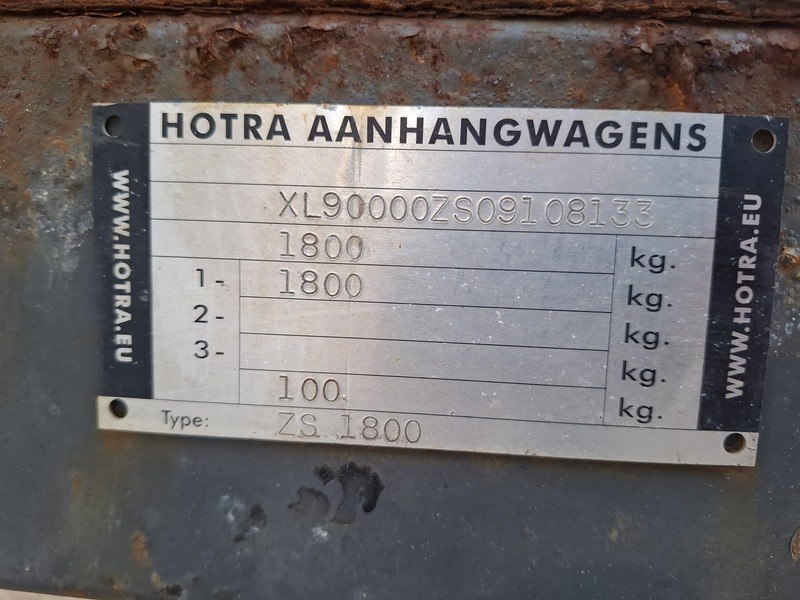 HOTRA AANHANGWAGENS
XL90000ZS09108133
1800 kg.
1- 1800 kg.
2- kg.
3- kg.
100 kg.
Type: ZS 1800
WWW.HOTRA.EU
WWW.HOTRA.EU